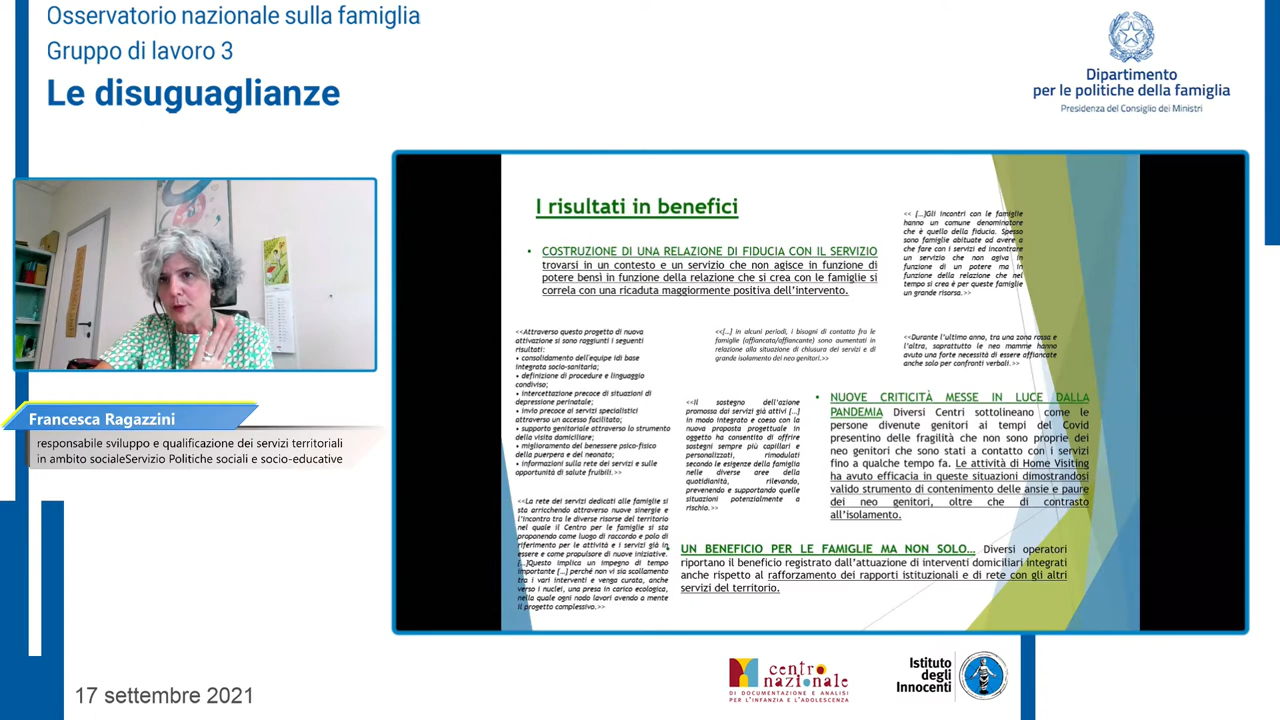 Osservatorio nazionale sulla famiglia
Gruppo di lavoro 3
Le disuguaglianze
Dipartimento
per le politiche della famiglia
Presidenza del Consiglio dei Ministri
I risultati in benefici
• COSTRUZIONE DI UNA RELAZIONE DI FIDUCIA CON IL SERVIZIO
trovarsi in un contesto e un servizio che non agisce in funzione di
potere bensì in funzione della relazione che si crea con le famiglie si
correla con una ricaduta maggiormente positiva dell'intervento.
<< […]Gli incontri con le famiglie
hanno un comune denominatore
che è quello della fiducia. Spesso
sono famiglie abituate ad avere a
che fare con i servizi ed incontrare
un servizio che non agiva in
funzione di un potere ma in
funzione della relazione che nel
tempo si crea è per queste famiglie
un grande risorsa.>>
<<Attraverso questo progetto di nuova
attivazione si sono raggiunti i seguenti
risultati:
• consolidamento dell'equipe idi base
integrata socio-sanitaria;
• definizione di procedure e linguaggio
condiviso;
• intercettazione precoce di situazioni di
depressione perinatale;
• invio precoce ai servizi specialistici
attraverso un accesso facilitato;
• supporto genitoriale attraverso lo strumento
della visita domiciliare;
• miglioramento del benessere psico-fisico
della puerpera e del neonato;
• informazioni sulla rete dei servizi e sulle
opportunità di salute fruibili.>>
<<[…] in alcuni periodi, i bisogni di contatto fra le
famiglie (affiancata/affiancante) sono aumentati in
relazione alla situazione di chiusura dei servizi e di
grande isolamento dei neo genitori.>>
<<Durante l'ultimo anno, tra una zona rossa e
l'altra, soprattutto le neo mamme hanno
avuto una forte necessità di essere affiancate
anche solo per confronti verbali.>>
<<Il sostegno dell'azione
promossa dai servizi già attivi […]
in modo integrato e coeso con la
nuova proposta progettuale in
oggetto ha consentito di offrire
sostegni sempre più capillari e
personalizzati, rimodulati
secondo le esigenze della famiglia
nelle diverse aree della
quotidianità, rilevando,
prevenendo e supportando quelle
situazioni potenzialmente a
rischio.>>
• NUOVE CRITICITÀ MESSE IN LUCE DALLA
PANDEMIA Diversi Centri sottolineano come le
persone divenute genitori ai tempi del Covid
presentino delle fragilità che non sono proprie dei
neo genitori che sono stati a contatto con i servizi
fino a qualche tempo fa. Le attività di Home Visiting
ha avuto efficacia in queste situazioni dimostrandosi
valido strumento di contenimento delle ansie e paure
dei neo genitori, oltre che di contrasto
all'isolamento.
<<La rete dei servizi dedicati alle famiglie si
sta arricchendo attraverso nuove sinergie e
l'incontro tra le diverse risorse del territorio
nel quale il Centro per le famiglie si sta
proponendo come luogo di raccordo e polo di
riferimento per le attività e i servizi già in
essere e come propulsore di nuove iniziative.
[…]Questo implica un impegno di tempo
importante […] perché non vi sia scollamento
tra i vari interventi e venga curata, anche
verso i nuclei, una presa in carico ecologica,
nella quale ogni nodo lavori avendo a mente
il progetto complessivo.>>
• UN BENEFICIO PER LE FAMIGLIE MA NON SOLO… Diversi operatori
riportano il beneficio registrato dall'attuazione di interventi domiciliari integrati
anche rispetto al rafforzamento dei rapporti istituzionali e di rete con gli altri
servizi del territorio.
Francesca Ragazzini
responsabile sviluppo e qualificazione dei servizi territoriali
in ambito socialeServizio Politiche sociali e socio-educative
17 settembre 2021
centro
nazionale
DI DOCUMENTAZIONE E ANALISI
PER L'INFANZIA E L'ADOLESCENZA
Istituto
degli
Innocenti